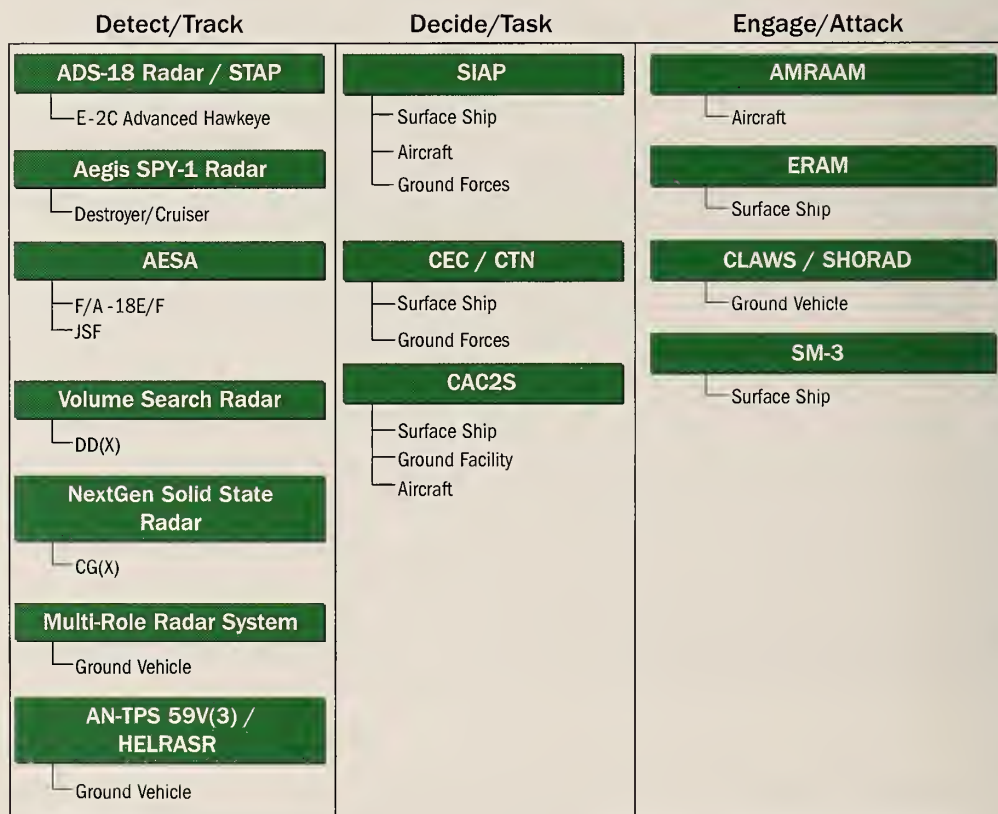 Detect/Track
ADS-18 Radar / STAP
E-2C Advanced Hawkeye
Aegis SPY-1 Radar
Destroyer/Cruiser
AESA
F/A -18E/F
JSF
Volume Search Radar
DD(X)
NextGen Solid State
Radar
CG(X)
Multi-Role Radar System
Ground Vehicle
AN-TPS 59V(3) /
HELRASR
Ground Vehicle
Decide/Task
SIAP
Surface Ship
Aircraft
Ground Forces
CEC / CTN
Surface Ship
Ground Forces
CAC2S
Surface Ship
Ground Facility
Aircraft
Engage/Attack
AMRAAM
Aircraft
ERAM
Surface Ship
CLAWS / SHORAD
Ground Vehicle
SM-3
Surface Ship